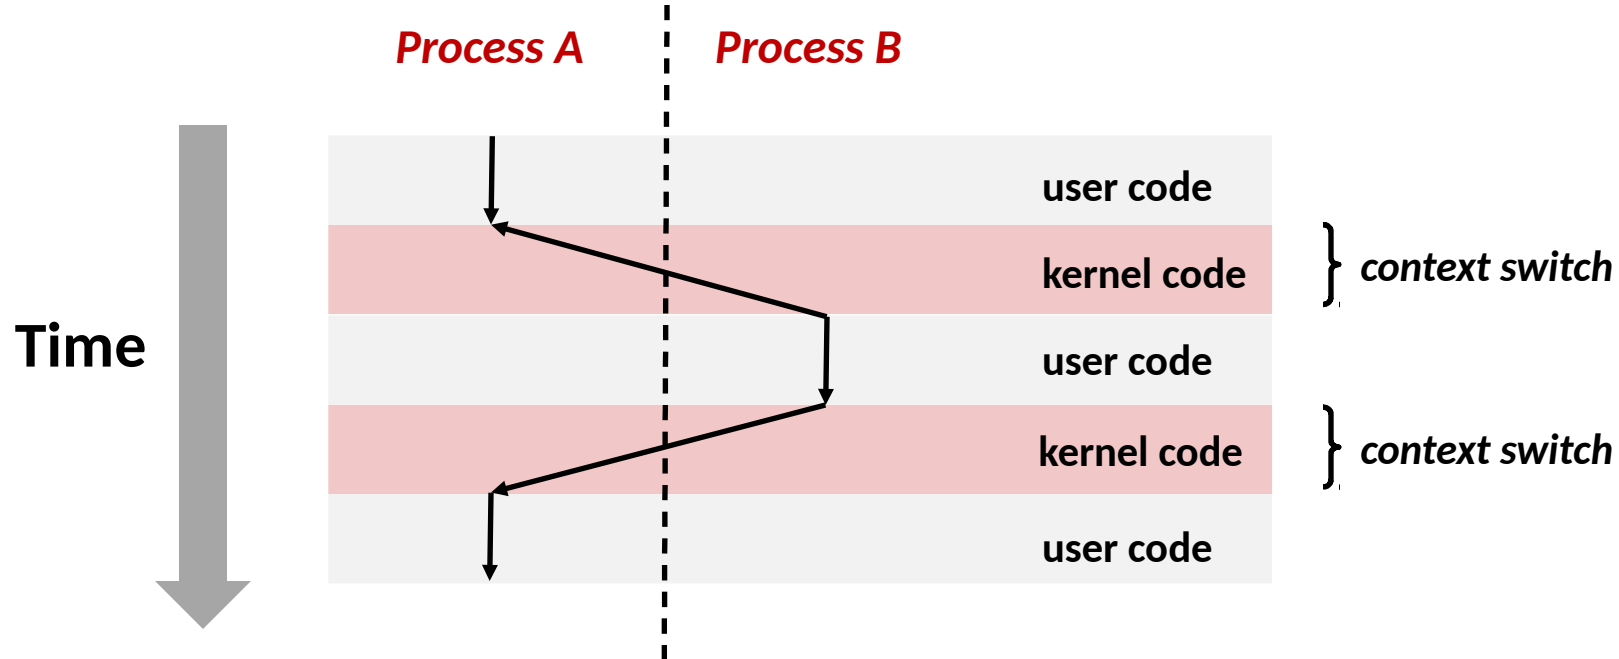 Process A
Process B
user code
kernel code
context switch
Time
user code
kernel code
context switch
user code